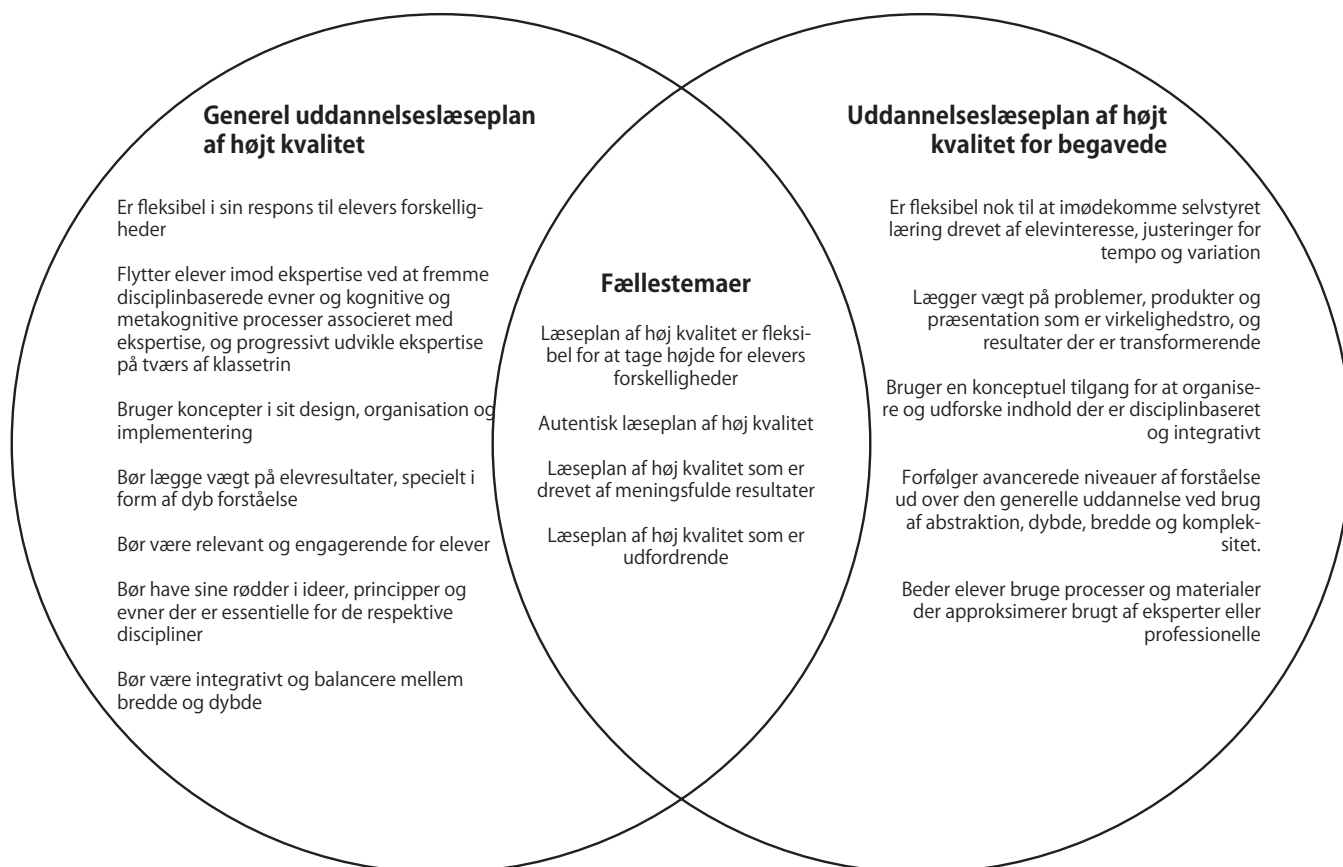 Generel uddannelseslæseplan
af højt kvalitet
Er fleksibel i sin respons til elevers forskellig-
heder
Flytter elever imod ekspertise ved at fremme
disciplinbaserede evner og kognitive og
metakognitive processer associeret med
ekspertise, og progressivt udvikle ekspertise
på tværs af klassetrin
Bruger koncepter i sit design, organisation og
implementering
Bør lægge vægt på elevresultater, specielt i
form af dyb forståelse
Bør være relevant og engagerende for elever
Bør have sine rødder i ideer, principper og
evner der er essentielle for de respektive
discipliner
Bør være integrativt og balancere mellem
bredde og dybde
Fællestemaer
Læseplan af høj kvalitet er fleksi-
bel for at tage højde for elevers
forskelligheder
Autentisk læseplan af høj kvalitet
Læseplan af høj kvalitet som er
drevet af meningsfulde resultater
Læseplan af høj kvalitet som er
udfordrende
Uddannelseslæseplan af højt
kvalitet for begavede
Er fleksibel nok til at imødekomme selvstyret
læring drevet af elevinteresse, justeringer for
tempo og variation
Lægger vægt på problemer, produkter og
præsentation som er virkelighedstro, og
resultater der er transformerende
Bruger en konceptuel tilgang for at organise-
re og udforske indhold der er disciplinbaseret
og integrativt
Forfølger avancerede niveauer af forståelse
ud over den generelle uddannelse ved brug
af abstraktion, dybde, bredde og komplek-
sitet.
Beder elever bruge processer og materialer
der approksimerer brugt af eksperter eller
professionelle